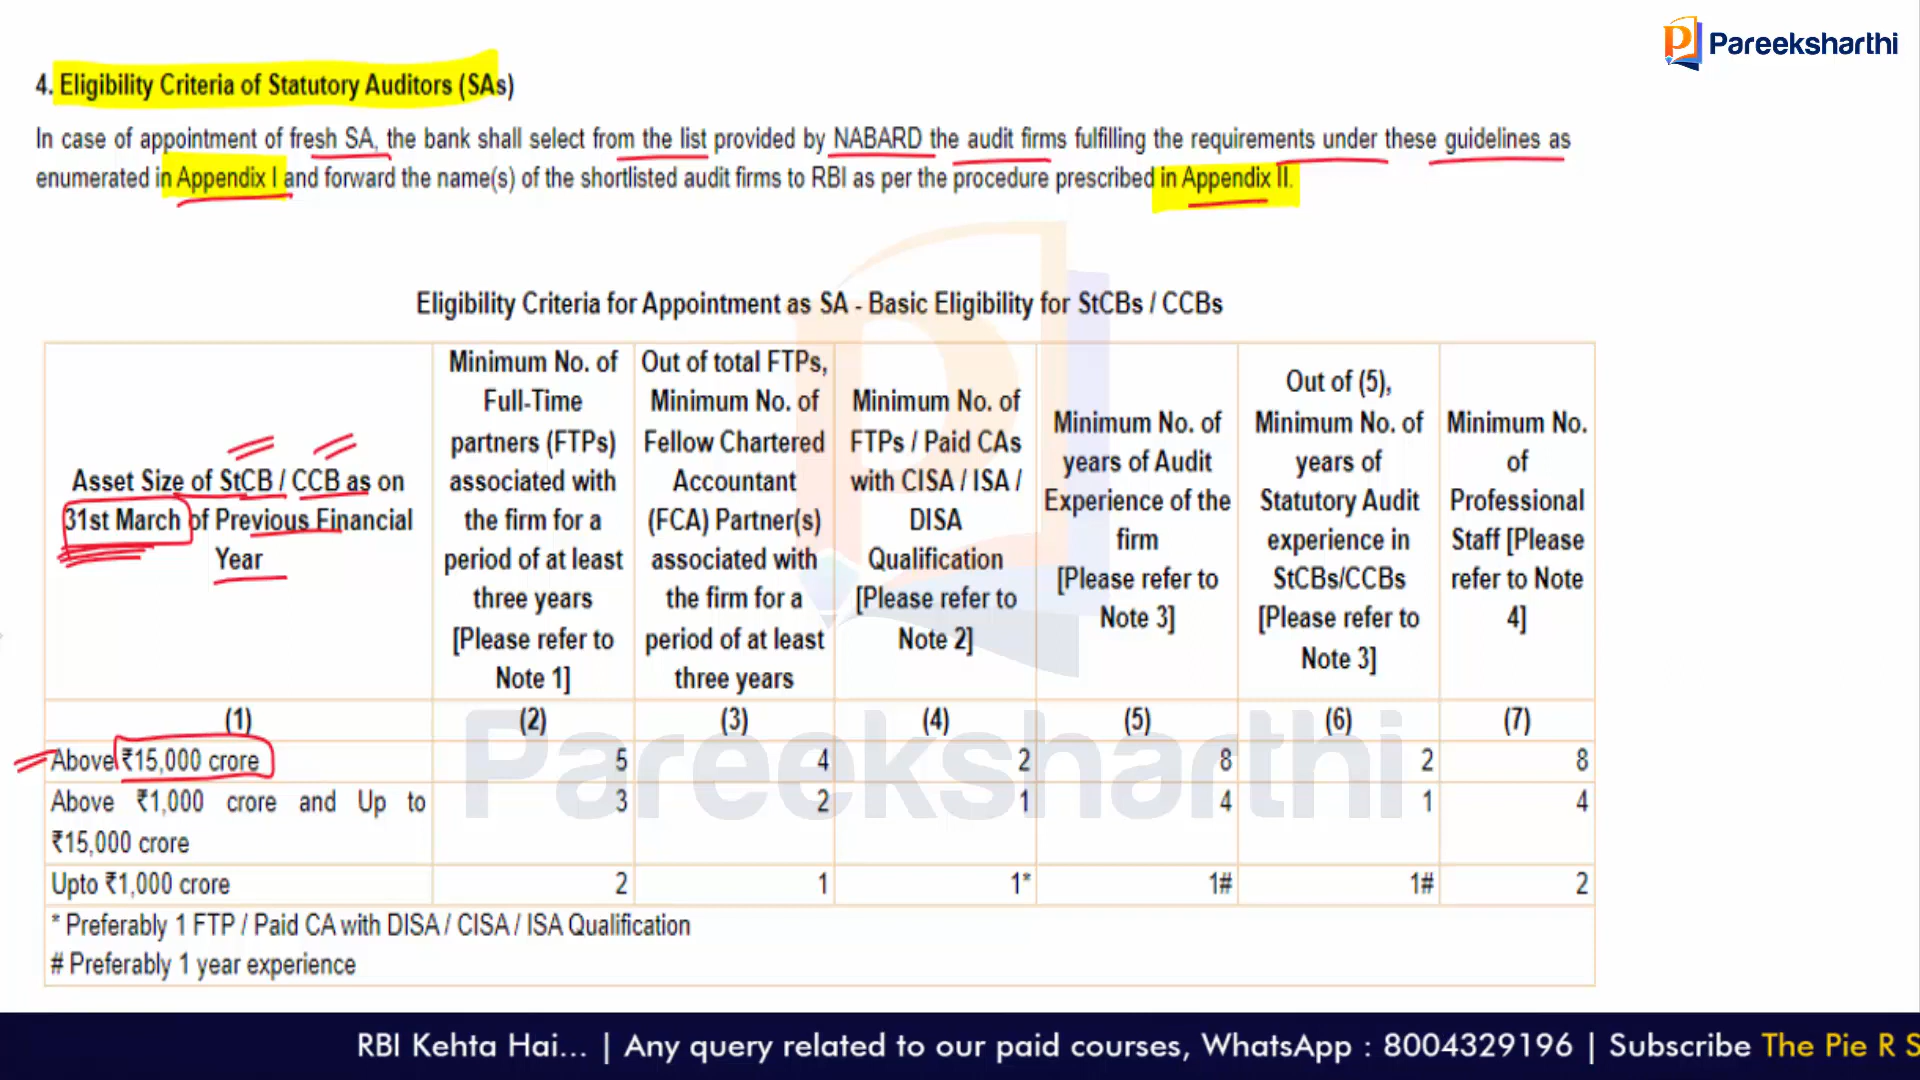 Pareeksharthi
4. Eligibility Criteria of Statutory Auditors (SAs)
In case of appointment of fresh SA, the bank shall select from the list provided by NABARD the audit firms fulfilling the requirements under these guidelines as
enumerated in Appendix I and forward the name(s) of the shortlisted audit firms to RBI as per the procedure prescribed in Appendix II.
Eligibility Criteria for Appointment as SA - Basic Eligibility for StCBs / CCBs
Asset Size of StCB / CCB as on
31st March of Previous Financial
Year
Minimum No. of
Full-Time
partners (FTPs)
associated with
the firm for a
period of at least
three years
[Please refer to
Note 1]
Out of total FTPs,
Minimum No. of
Fellow Chartered
Accountant
(FCA) Partner(s)
associated with
the firm for a
period of at least
three years
Minimum No. of
FTPs / Paid CAs
with CISA / ISA /
DISA
Qualification
[Please refer to
Note 2]
Minimum No. of
years of Audit
Experience of the
firm
[Please refer to
Note 3]
Out of (5),
Minimum No. of
years of
Statutory Audit
experience in
StCBs/CCBs
[Please refer to
Note 3]
Minimum No.
of
Professional
Staff [Please
refer to Note
4]
(1) (2) (3) (4) (5) (6) (7)
Above ₹15,000 crore 5 4 2 8 2 8
Above ₹1,000 crore and Up to 3 2 1 4 1 4
₹15,000 crore
Upto ₹1,000 crore 2 1 1* 1# 1# 2
* Preferably 1 FTP / Paid CA with DISA / CISA / ISA Qualification
# Preferably 1 year experience
Pareeksharthi
RBI Kehta Hai... | Any query related to our paid courses, WhatsApp : 8004329196 | Subscribe The Pie R S